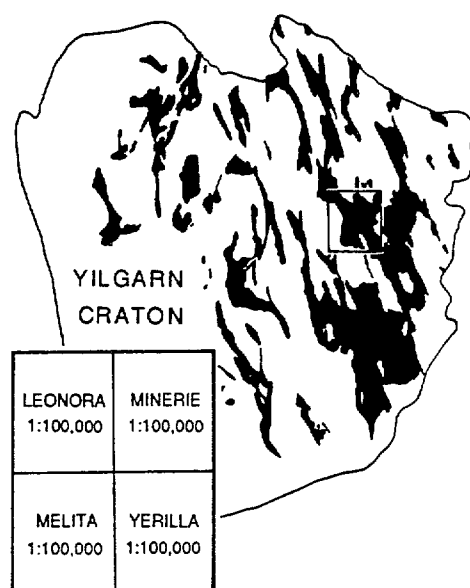 YILGARN
CRATON
LEONORA
1:100,000
MINERIE
1:100,000
MELITA
1:100,000
YERILLA
1:100,000